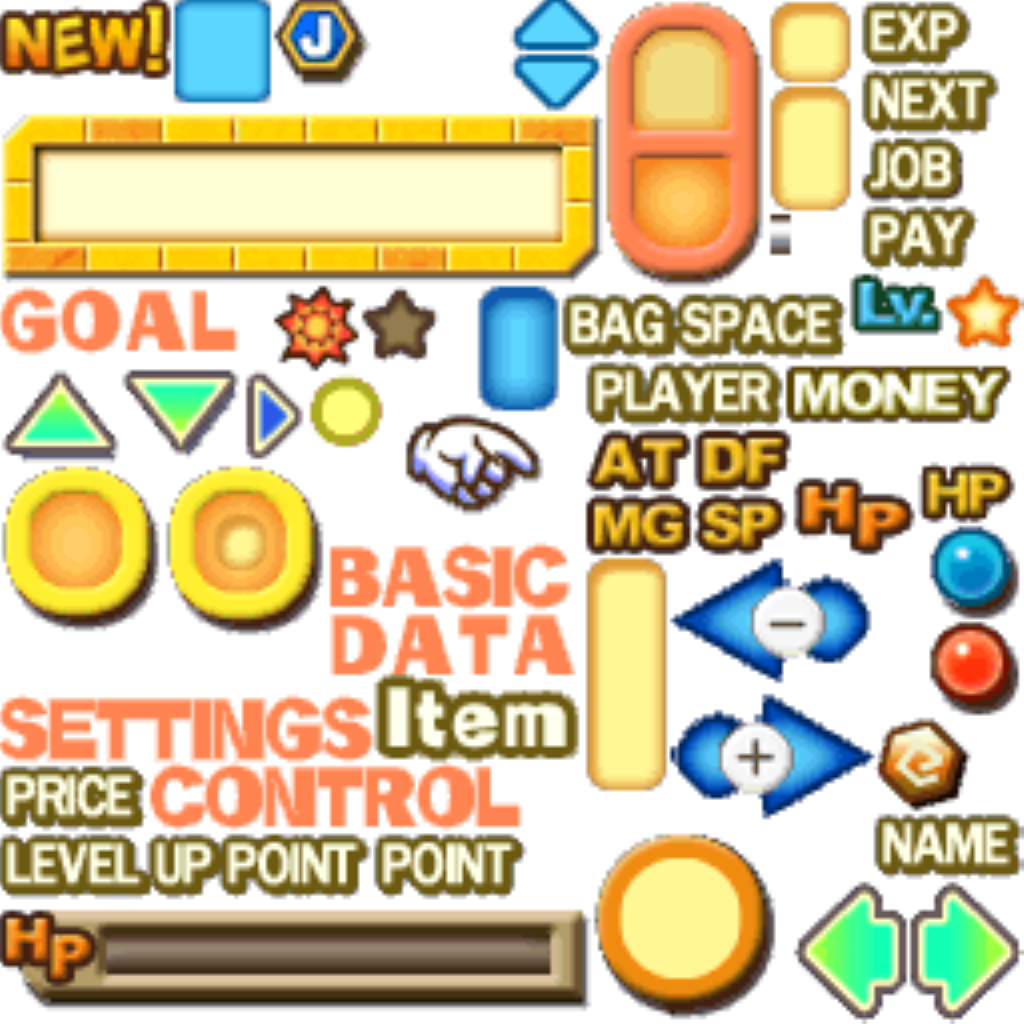 NEW!
J
EXP
NEXT
JOB
PAY
GOAL
BAG SPACE
Lv.
PLAYER MONEY
AT DF
MG SP
HP
HP
BASIC
DATA
SETTINGS
Item
PRICE
CONTROL
e
NAME
LEVEL UP POINT POINT
HP